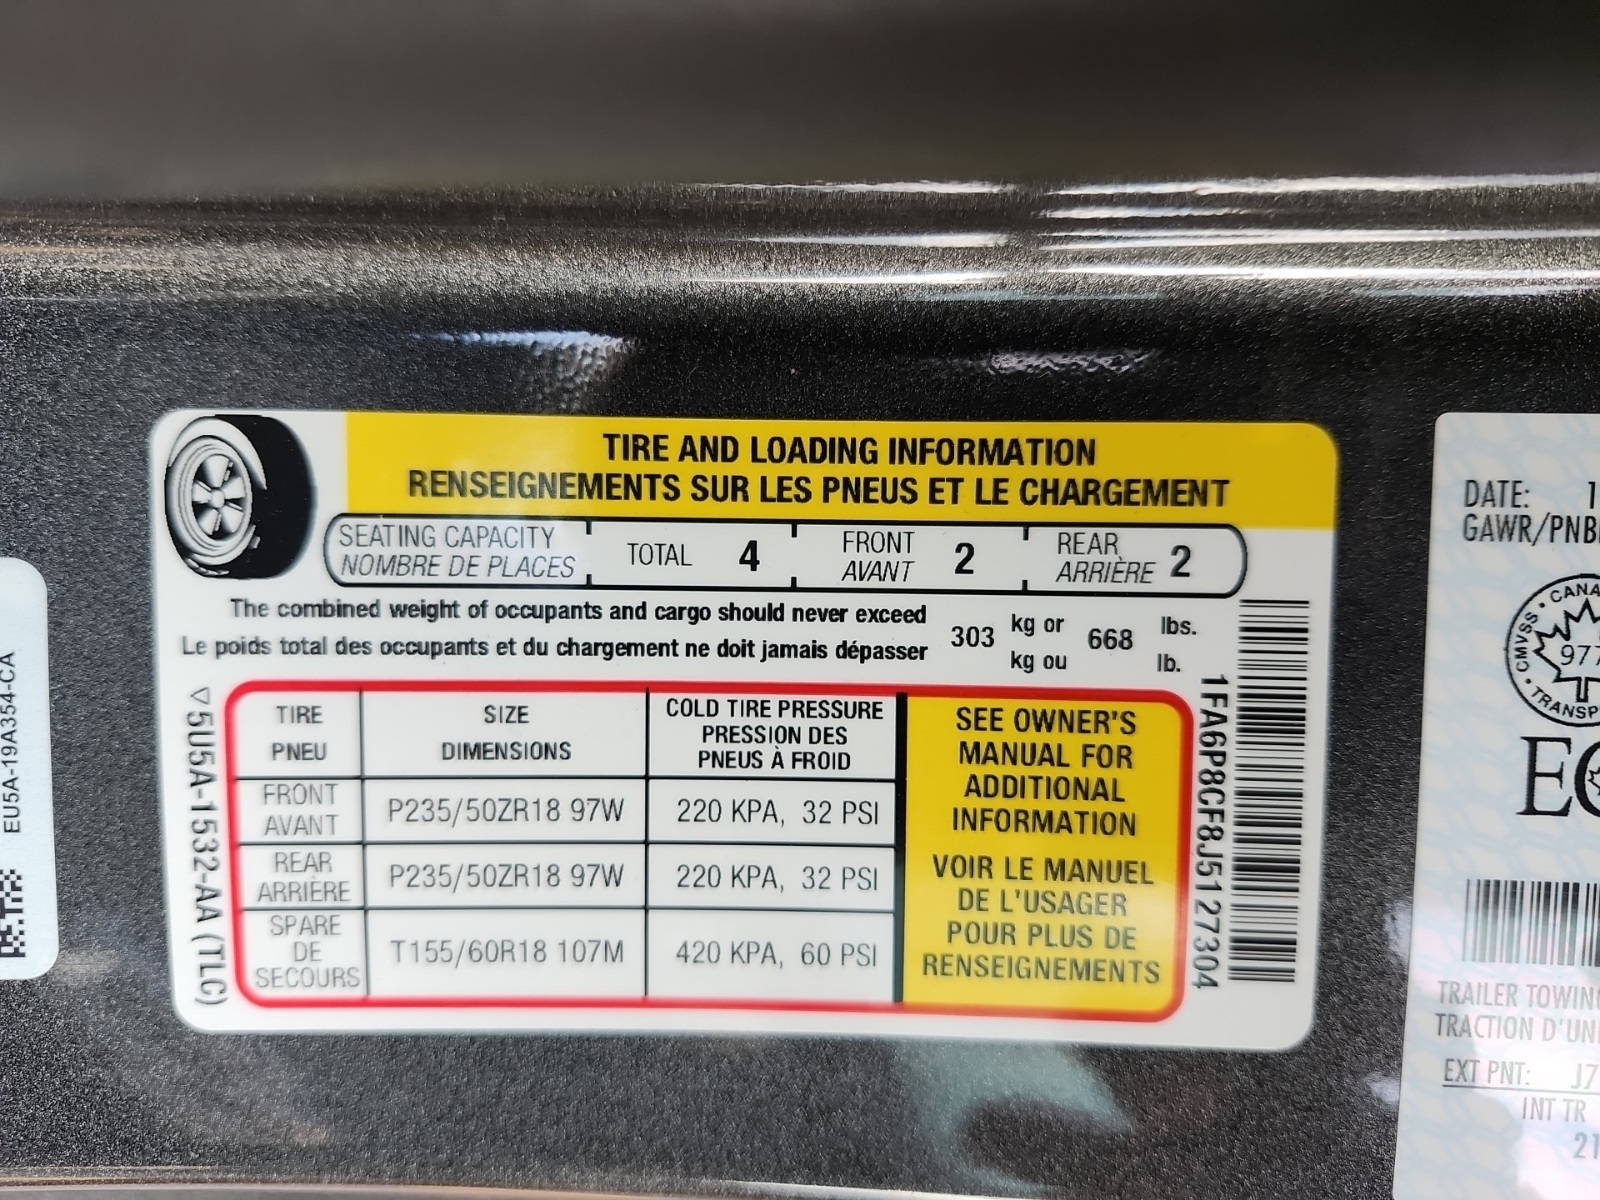 TIRE AND LOADING INFORMATION
RENSEIGNEMENTS SUR LES PNEUS ET LE CHARGEMENT
SEATING CAPACITY
NOMBRE DE PLACES
TOTAL 4
FRONT
AVANT
2
REAR
ARRIÈRE
2
The combined weight of occupants and cargo should never exceed
Le poids total des occupants et du chargement ne doit jamais dépasser
303
kg or
kg ou
668
lbs.
lb.
TIRE
PNEU
SIZE
DIMENSIONS
COLD TIRE PRESSURE
PRESSION DES
PNEUS À FROID
FRONT
AVANT
P235/50ZR18 97W
220 KPA, 32 PSI
REAR
ARRIÈRE
P235/50ZR18 97W
220 KPA, 32 PSI
SPARE
DE
SECOURS
T155/60R18 107M
420 KPA, 60 PSI
SEE OWNER'S
MANUAL FOR
ADDITIONAL
INFORMATION
VOIR LE MANUEL
DE L'USAGER
POUR PLUS DE
RENSEIGNEMENTS
5U5A-1532-AA (TLC)
1FA6P8CF8J5127304
EU5A-19A354-CA
DATE: 1
GAWR/PNB
CANA
CMVSS
977
TRANSP
TRAILER TOWIN
TRACTION D'UN
EXT PNT: J7
INT TR
21